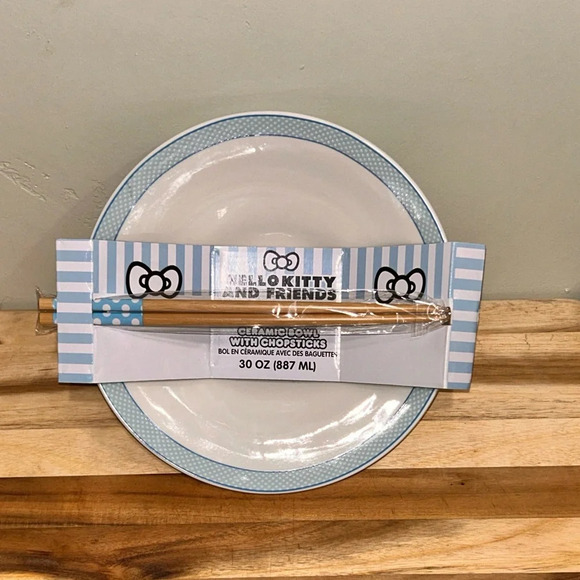 HELLO KITTY
AND FRIENDS
CERAMIC BOWL
WITH CHOPSTICKS
BOL EN CÉRAMIQUE AVEC DES BAGUETTES
30 OZ (887 ML)